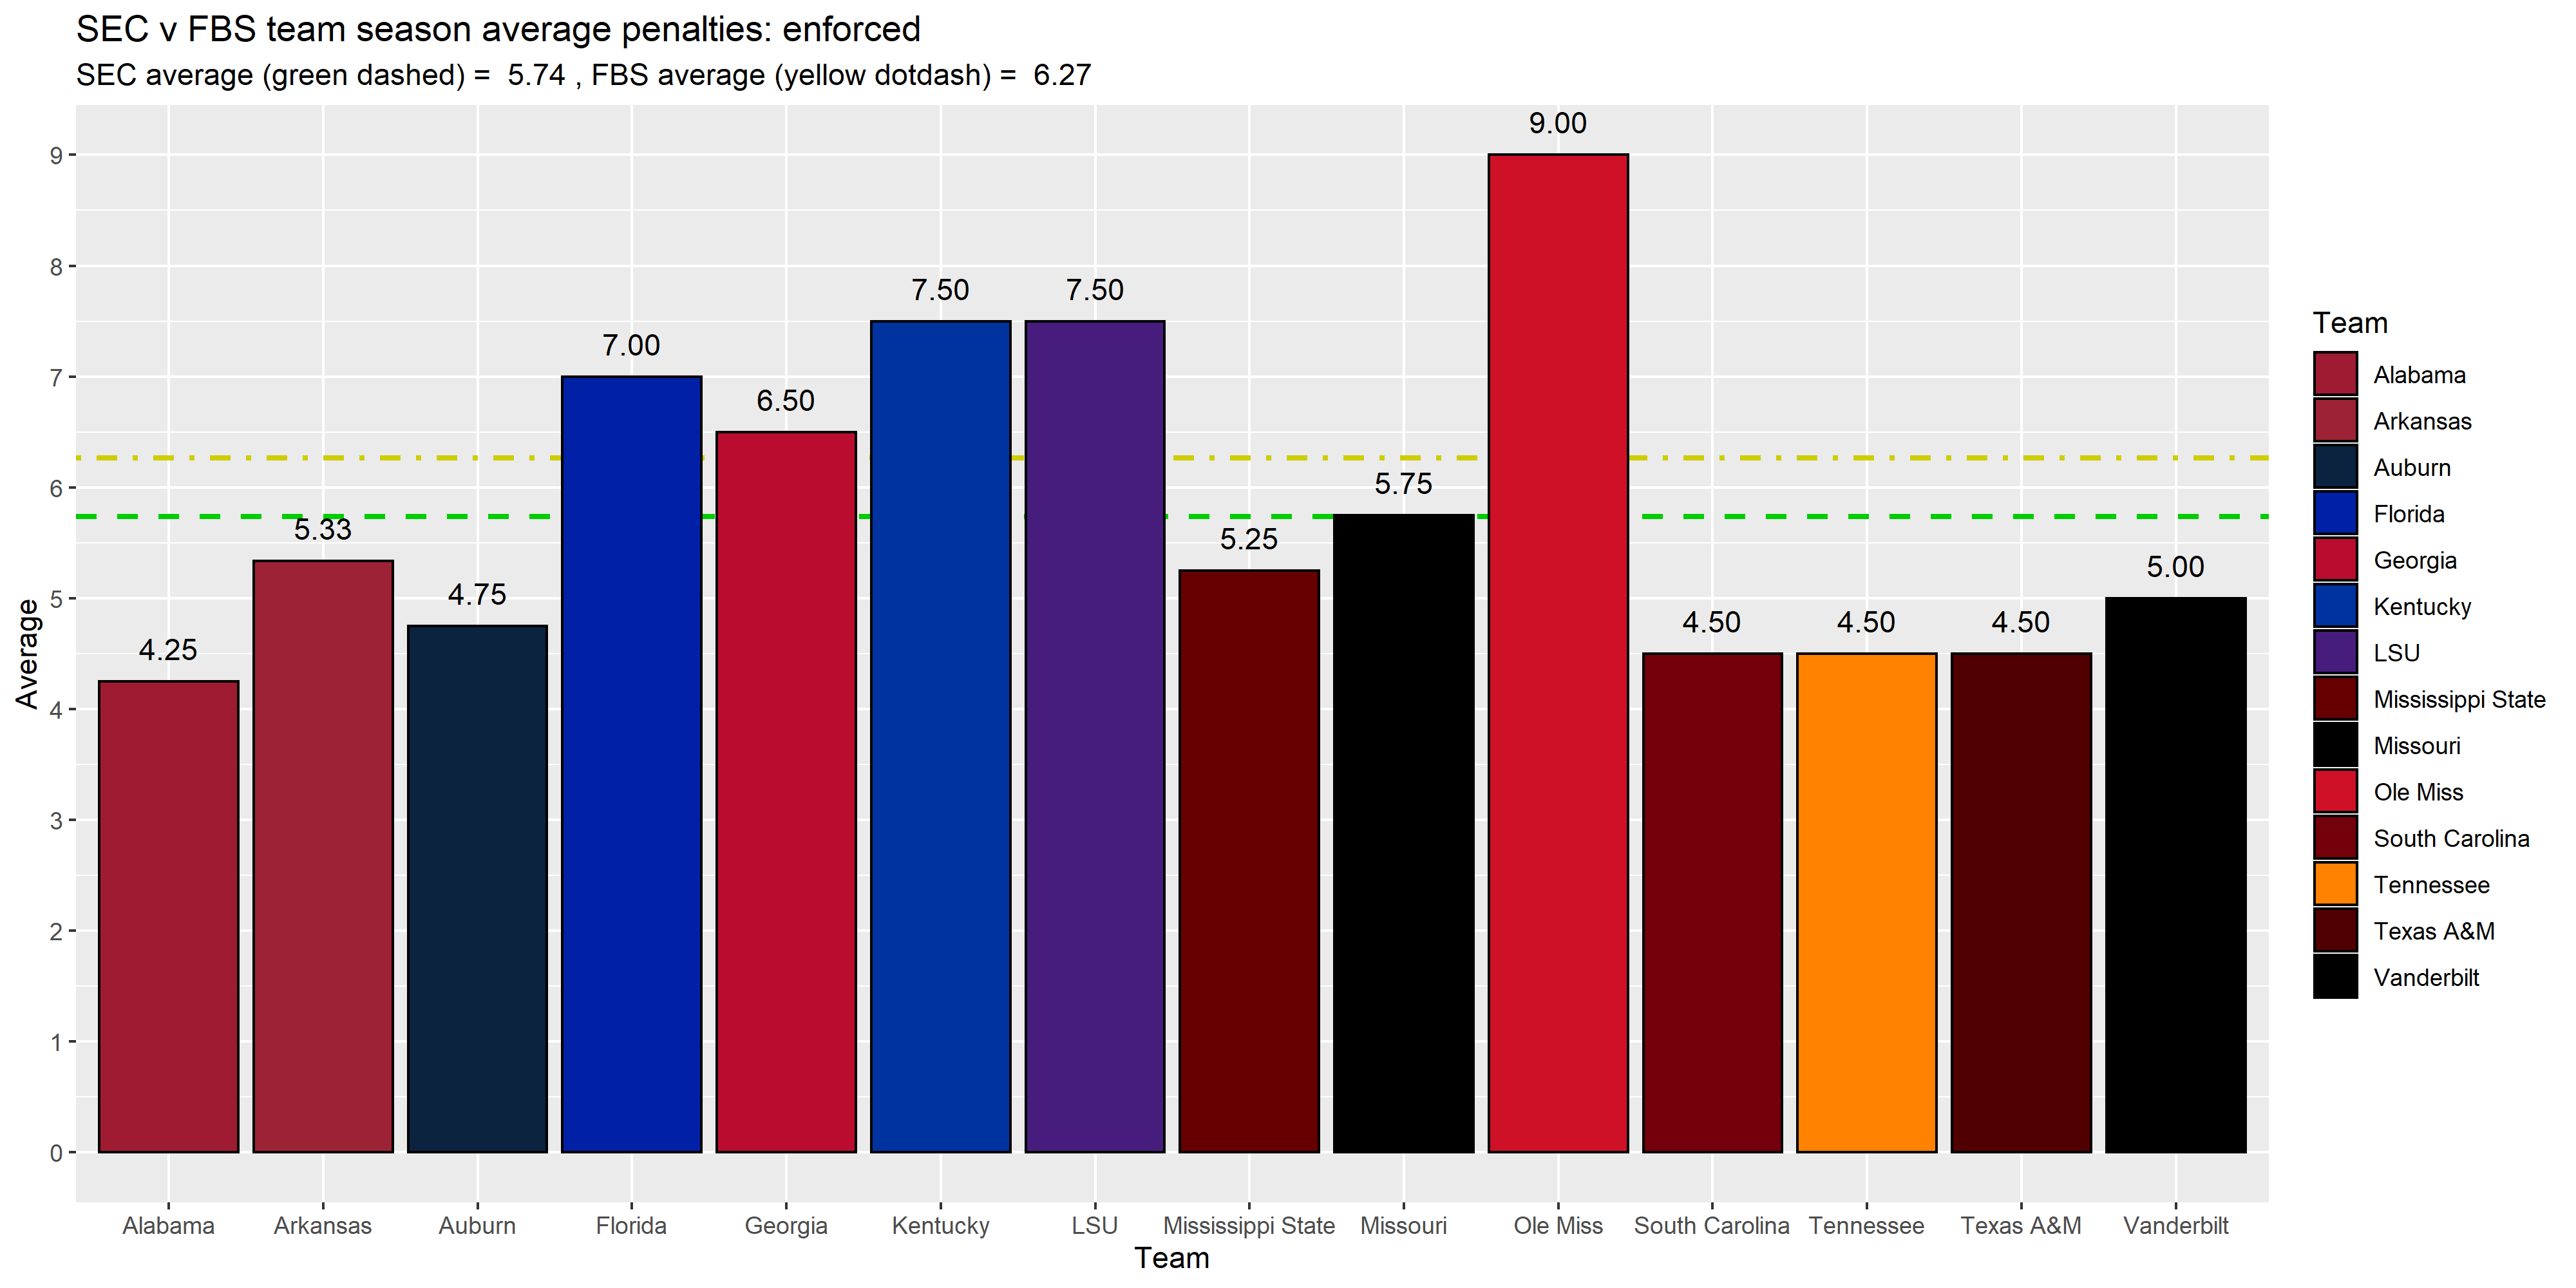 SEC v FBS team season average penalties: enforced
SEC average (green dashed) =  5.74 , FBS average (yellow dotdash) =  6.27
9.00
9
8
7.50
7.50
7.00
7
6.50
6
5.75
5.33
5.25
5.00
5
4.75
4.50
4.50
4.50
4.25
4
3
2
1
0
Average
Alabama
Arkansas
Auburn
Florida
Georgia
Kentucky
LSU
Mississippi State
Missouri
Ole Miss
South Carolina
Tennessee
Texas A&M
Vanderbilt
Team
Team
Alabama
Arkansas
Auburn
Florida
Georgia
Kentucky
LSU
Mississippi State
Missouri
Ole Miss
South Carolina
Tennessee
Texas A&M
Vanderbilt